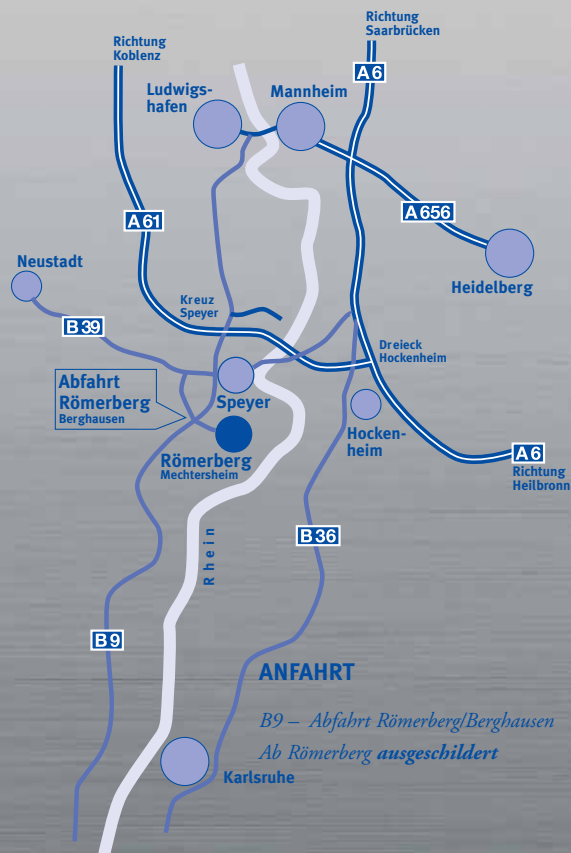 Richtung
Saarbrücken
Richtung
Koblenz
A6
Ludwigs-
hafen
Mannheim
A61
A656
Neustadt
Heidelberg
Kreuz
Speyer
B39
Dreieck
Hockenheim
Abfahrt
Römerberg
Berghausen
Speyer
Hocken-
heim
Römerberg
Mechtersheim
A6
Richtung
Heilbronn
Rhein
B36
B9
ANFAHRT
B9 – Abfahrt Römerberg/Berghausen
Ab Römerberg ausgeschildert
Karlsruhe